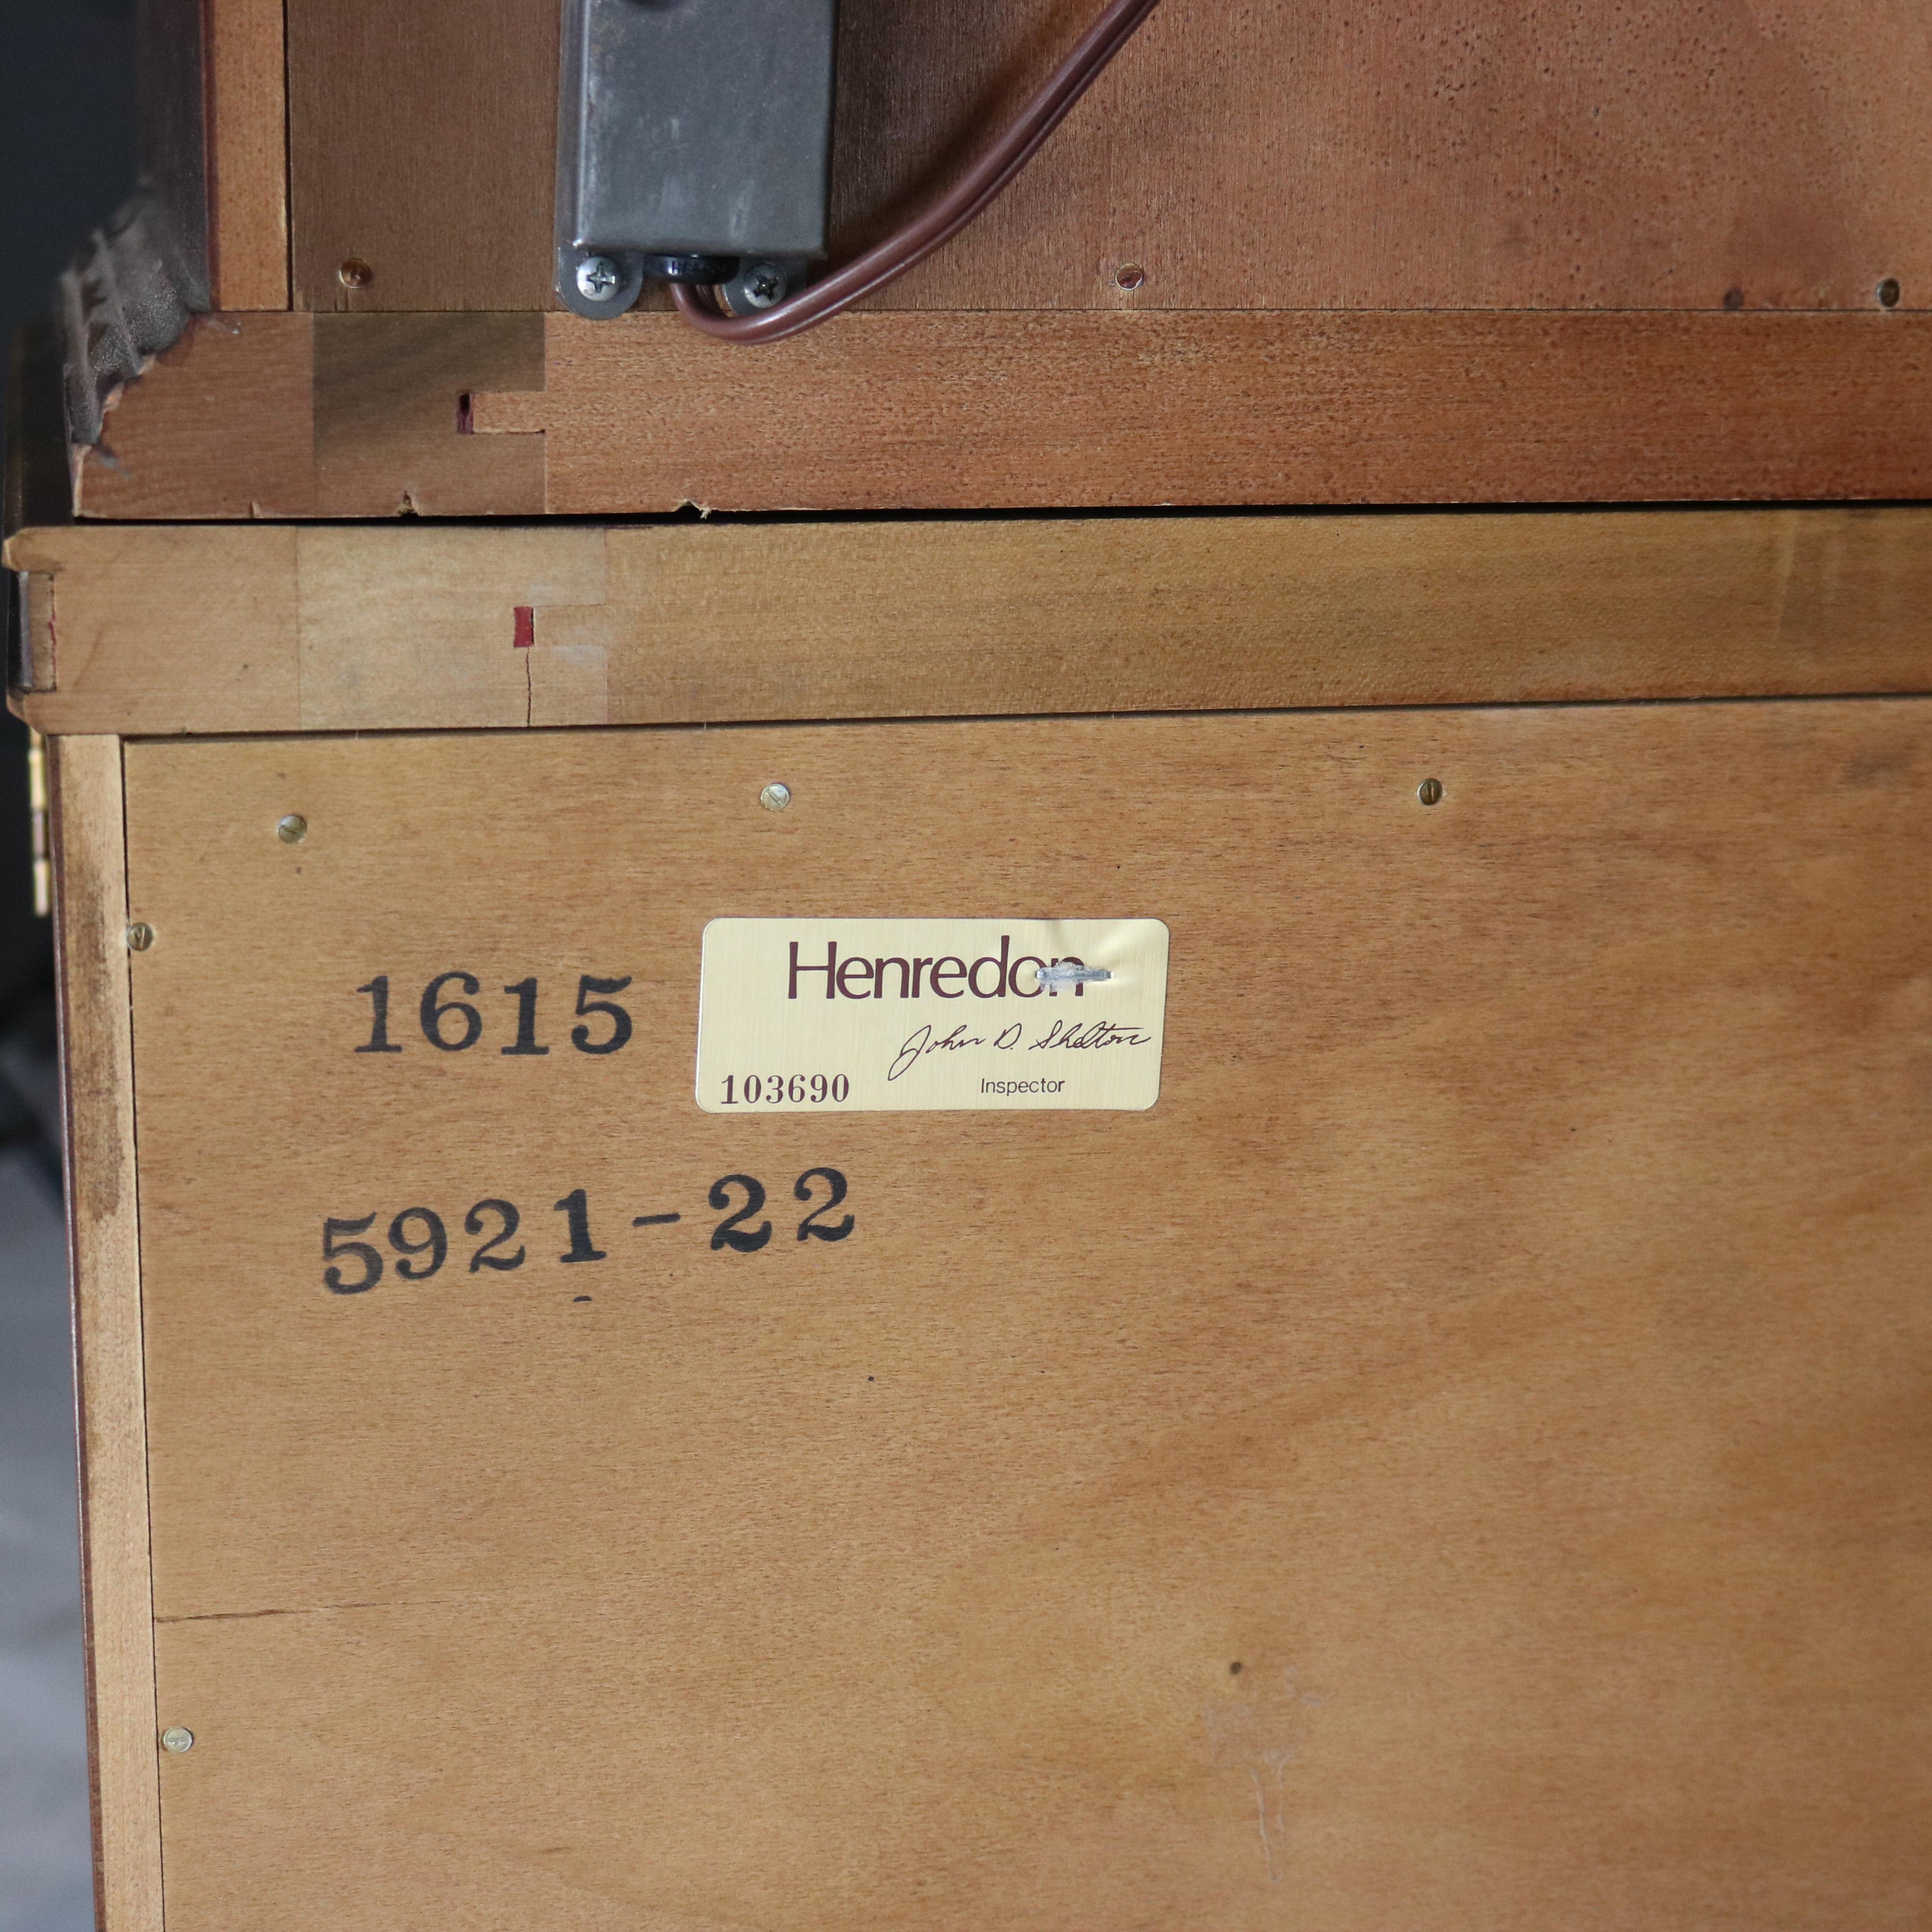 1615
Henredon
John D. Shelton
103690 Inspector
5921-22